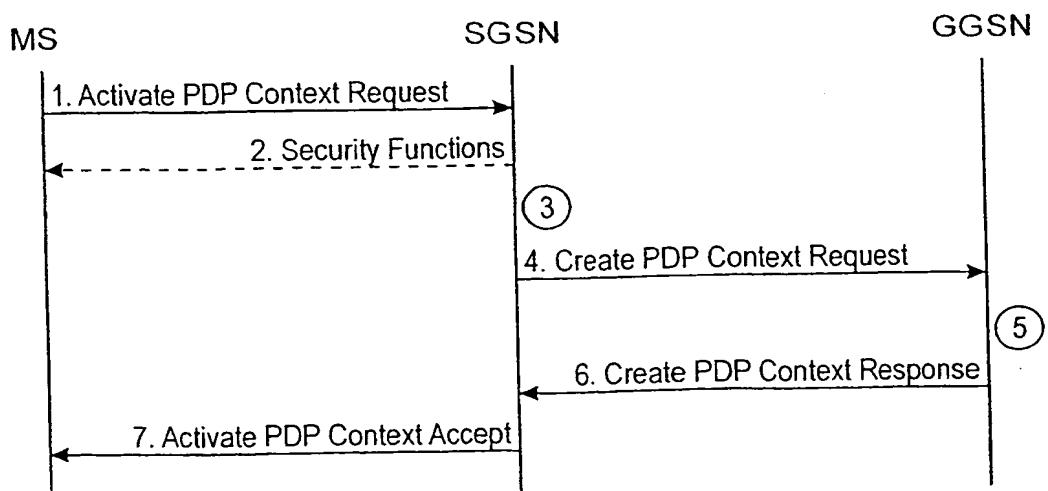 MS
SGSN
GGSN
1. Activate PDP Context Request
2. Security Functions
3
4. Create PDP Context Request
5
6. Create PDP Context Response
7. Activate PDP Context Accept